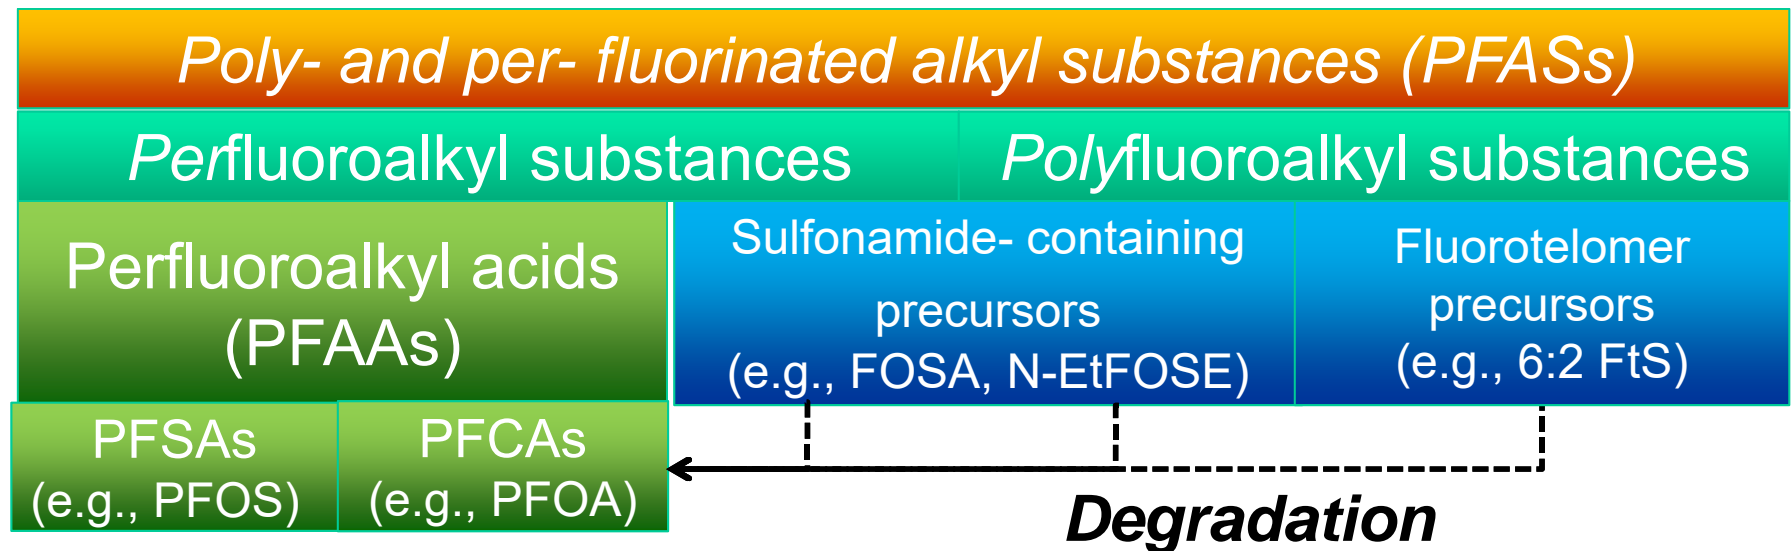 Poly- and per- fluorinated alkyl substances (PFASs)
Perfluoroalkyl substances
Polyfluoroalkyl substances
Perfluoroalkyl acids
(PFAAs)
Sulfonamide- containing
precursors
(e.g., FOSA, N-EtFOSE)
Fluorotelomer
precursors
(e.g., 6:2 FtS)
PFSAs
(e.g., PFOS)
PFCAs
(e.g., PFOA)
Degradation